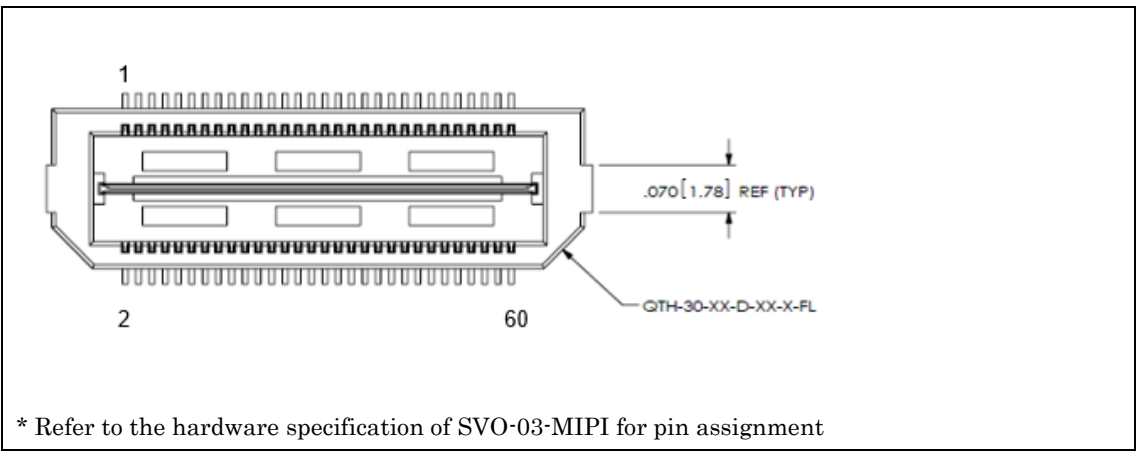 1
.070[1.78] REF (TYP)
QTH-30-XX-D-XX-X-FL
2
60
* Refer to the hardware specification of SVO-03-MIPI for pin assignment